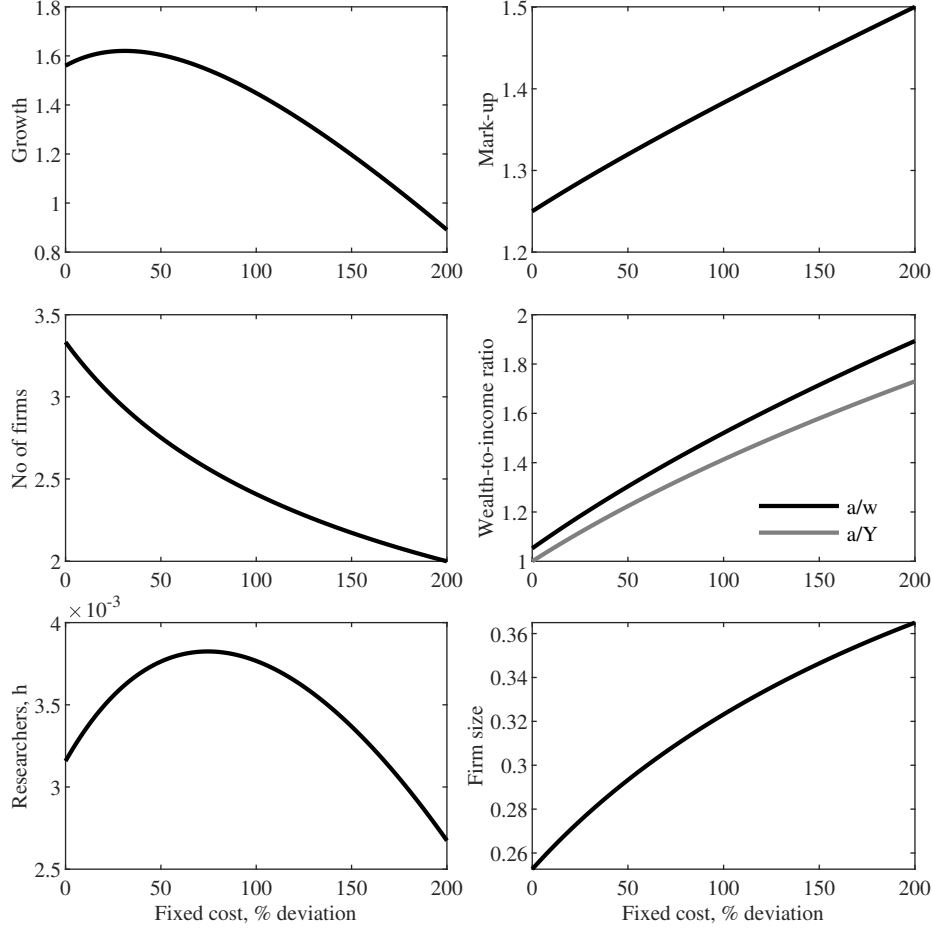 Growth
1.8
1.6
1.4
1.2
1
0.8
0 50 100 150 200
Mark-up
1.5
1.4
1.3
1.2
0 50 100 150 200
No of firms
3.5
3
2.5
2
0 50 100 150 200
Wealth-to-income ratio
2
1.8
1.6
1.4
1.2
1
a/w
a/Y
0 50 100 150 200
×10-3
Researchers, h
4
3.5
3
2.5
0 50 100 150 200
Fixed cost, % deviation
Firm size
0.36
0.34
0.32
0.3
0.28
0.26
0 50 100 150 200
Fixed cost, % deviation